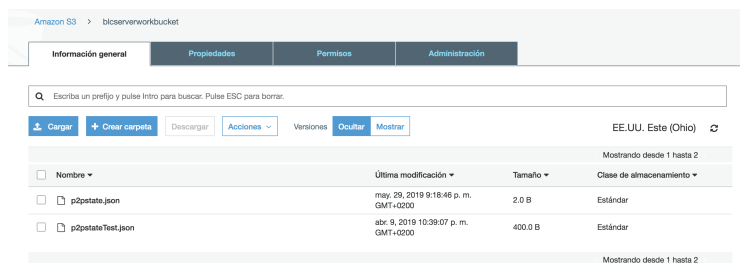 Amazon S3 > blcserverworkbucket
Información general Propiedades Permisos Administración
Escriba un prefijo y pulse Intro para buscar. Pulse ESC para borrar.
Cargar + Crear carpeta Descargar Acciones Versiones Ocultar Mostrar EE.UU. Este (Ohio)
Mostrando desde 1 hasta 2
Nombre Última modificación Tamaño Clase de almacenamiento
p2pstate.json may. 29, 2019 9:18:46 p. m. GMT+0200 2.0 B Estándar
p2pstateTest.json abr. 9, 2019 10:39:07 p. m. GMT+0200 400.0 B Estándar
Mostrando desde 1 hasta 2